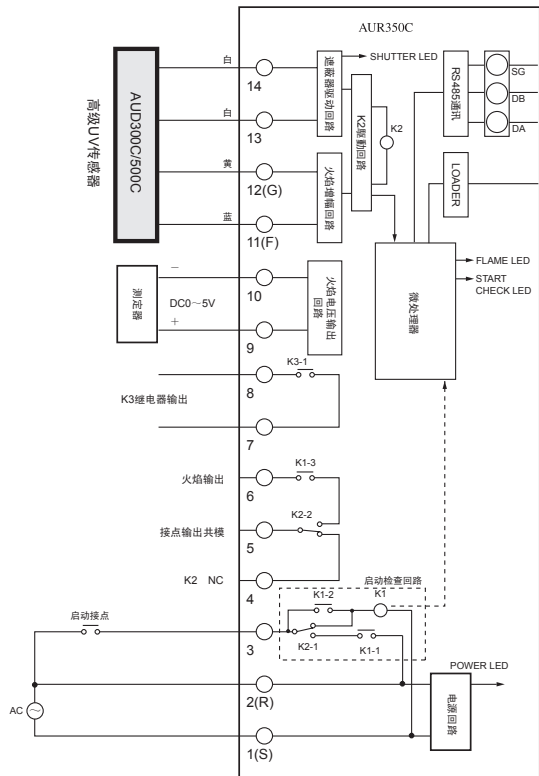 AUR350C
AUD300C/500C
高级UV传感器
白
14
白
13
黄
12(G)
蓝
11(F)
遮蔽器驱动回路
SHUTTER LED
K2驅動回路
K2
火焰增幅回路
RS485通讯
SG
DB
DA
LOADER
微处理器
FLAME LED
START
CHECK LED
测定器
－
DC0～5V
＋
10
9
火焰电压输出
回路
K3继电器输出
8
K3-1
7
火焰输出
6
K1-3
接点输出共模
5
K2-2
K2 NC
4
启动检查回路
启动接点
3
K1-2
K1
K2-1
K1-1
AC
2(R)
1(S)
电源回路
POWER LED